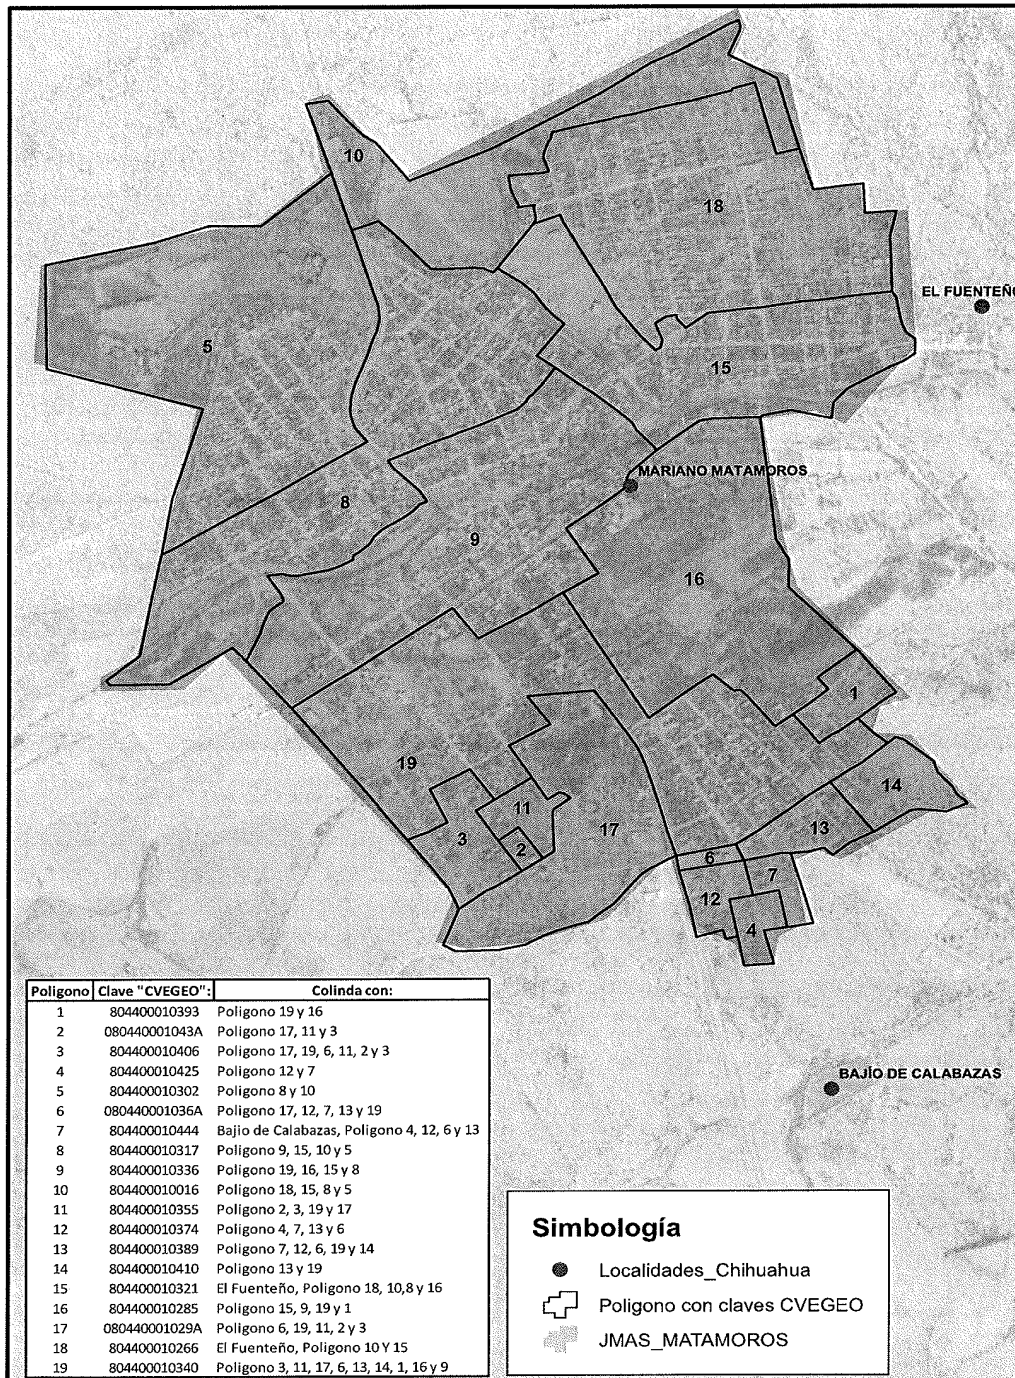 10
18
EL FUENTEÑO
5
15
MARIANO MATAMOROS
8
9
16
1
19
14
11
17
13
3
2
6
7
12
4
Poligono Clave "CVEGEO": Colinda con:
1 804400010393 Poligono 19 y 16
2 080440001043A Poligono 17, 11 y 3
3 804400010406 Poligono 17, 19, 6, 11, 2 y 3
4 804400010425 Poligono 12 y 7
5 804400010302 Poligono 8 y 10
6 080440001036A Poligono 17, 12, 7, 13 y 19
7 804400010444 Bajio de Calabazas, Poligono 4, 12, 6 y 13
8 804400010317 Poligono 9, 15, 10 y 5
9 804400010336 Poligono 19, 16, 15 y 8
10 804400010016 Poligono 18, 15, 8 y 5
11 804400010355 Poligono 2, 3, 19 y 17
12 804400010374 Poligono 4, 7, 13 y 6
13 804400010389 Poligono 7, 12, 6, 19 y 14
14 804400010410 Poligono 13 y 19
15 804400010321 El Fuenteño, Poligono 18, 10,8 y 16
16 804400010285 Poligono 15, 9, 19 y 1
17 080440001029A Poligono 6, 19, 11, 2 y 3
18 804400010266 El Fuenteño, Poligono 10 Y 15
19 804400010340 Poligono 3, 11, 17, 6, 13, 14, 1, 16 y 9
BAJÍO DE CALABAZAS
Simbología
Localidades_Chihuahua
Poligono con claves CVEGEO
JMAS_MATAMOROS